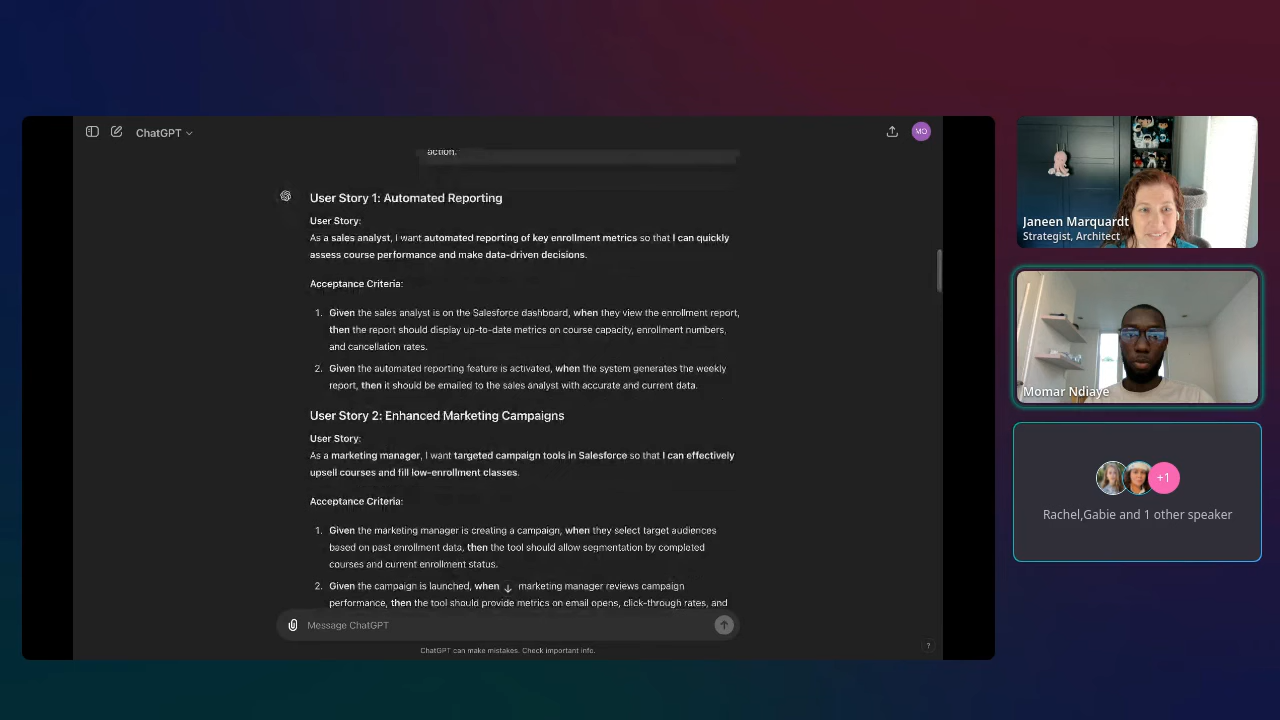 ChatGPT
MO
action.
User Story 1: Automated Reporting
User Story:
As a sales analyst, I want automated reporting of key enrollment metrics so that I can quickly
assess course performance and make data-driven decisions.
Acceptance Criteria:
1. Given the sales analyst is on the Salesforce dashboard, when they view the enrollment report,
then the report should display up-to-date metrics on course capacity, enrollment numbers,
and cancellation rates.
2. Given the automated reporting feature is activated, when the system generates the weekly
report, then it should be emailed to the sales analyst with accurate and current data.
User Story 2: Enhanced Marketing Campaigns
User Story:
As a marketing manager, I want targeted campaign tools in Salesforce so that I can effectively
upsell courses and fill low-enrollment classes.
Acceptance Criteria:
1. Given the marketing manager is creating a campaign, when they select target audiences
based on past enrollment data, then the tool should allow segmentation by completed
courses and current enrollment status.
2. Given the campaign is launched, when marketing manager reviews campaign
performance, then the tool should provide metrics on email opens, click-through rates, and
Message ChatGPT
ChatGPT can make mistakes. Check important info.
?
Janeen Marquardt
Strategist, Architect
Momar Ndiaye
+1
Rachel,Gabie and 1 other speaker